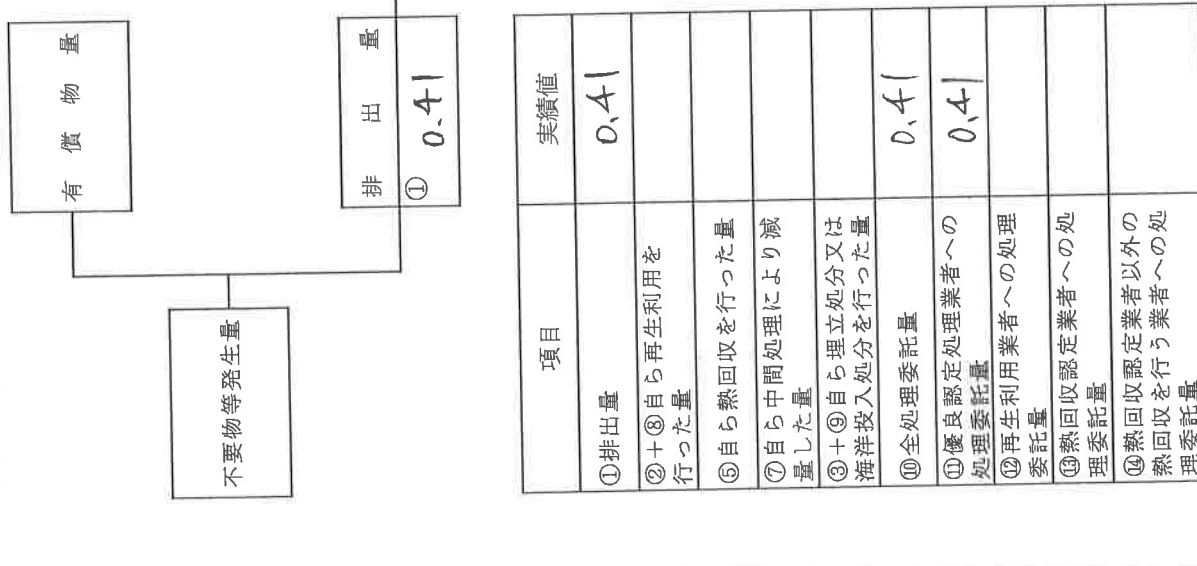 有償物量
不要物等発生量
排出量
① 0.41
項目 実績値
①排出量 0.41
②+⑧自ら再生利用を
行った量
⑤自ら熱回収を行った量
⑦自ら中間処理により減
量した量
③+⑨自ら埋立処分又は
海洋投入処分を行った量
⑩全処理委託量 0.41
⑪優良認定処理業者への
処理委託量 0.41
⑫再生利用業者への処理
委託量
⑬熱回収認定業者への処
理委託量
⑭熱回収認定業者以外の
熱回収を行う業者への処
理委託量